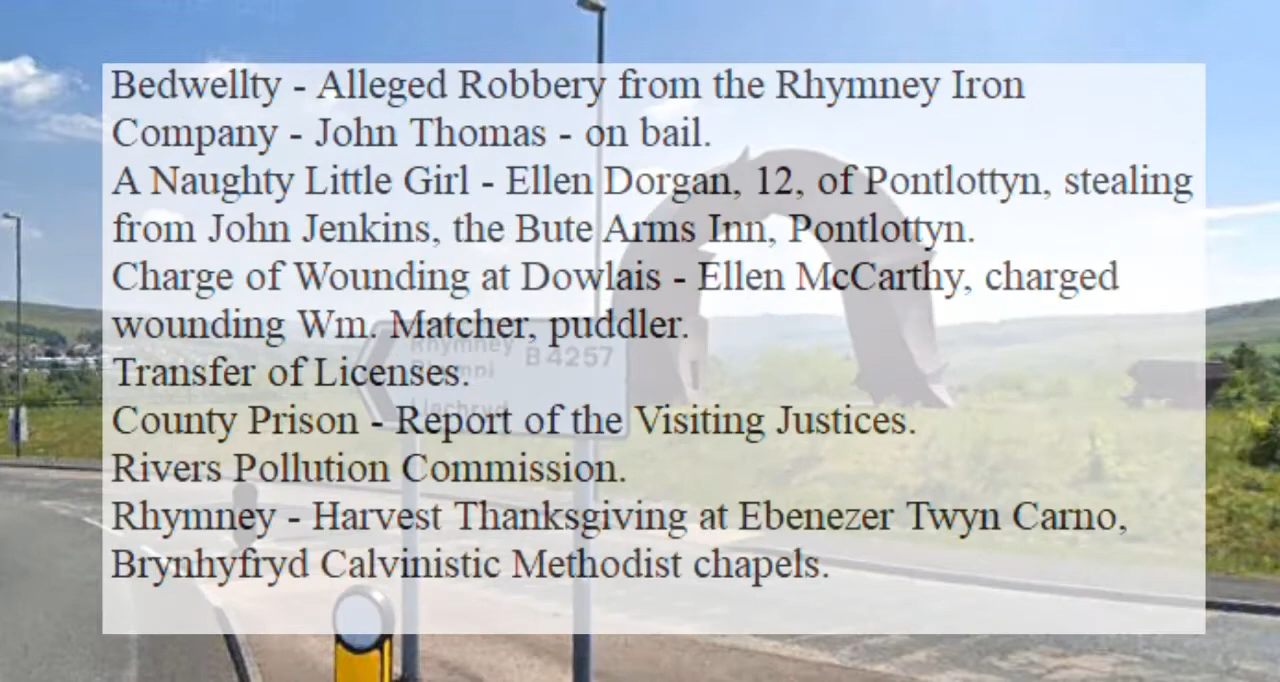 Bedwellty - Alleged Robbery from the Rhymney Iron
Company - John Thomas - on bail.
A Naughty Little Girl - Ellen Dorgan, 12, of Pontlottyn, stealing
from John Jenkins, the Bute Arms Inn, Pontlottyn.
Charge of Wounding at Dowlais - Ellen McCarthy, charged
wounding Wm. Matcher, puddler.
Transfer of Licenses.
County Prison - Report of the Visiting Justices.
Rivers Pollution Commission.
Rhymney - Harvest Thanksgiving at Ebenezer Twyn Carno,
Brynhyfryd Calvinistic Methodist chapels.
Rhymney B4257